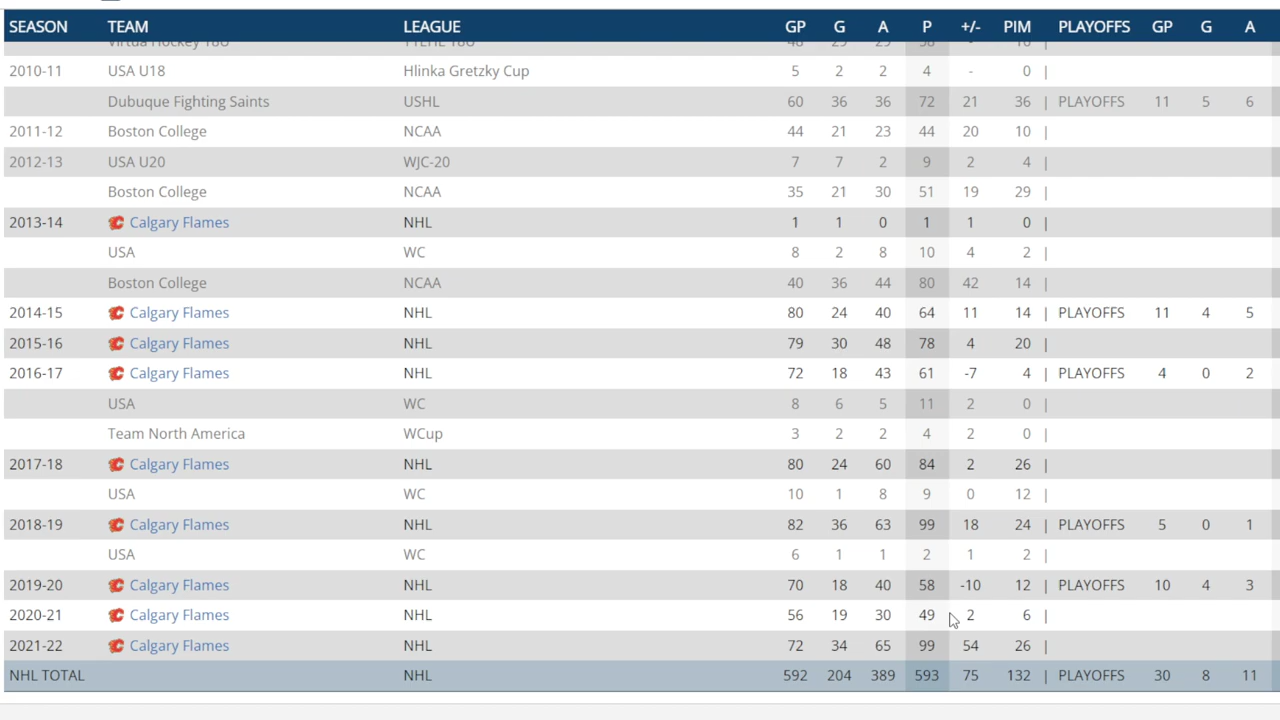 SEASON TEAM LEAGUE GP G A P +/- PIM PLAYOFFS GP G A
2010-11 USA U18 Hlinka Gretzky Cup 5 2 2 4 - 0 |
Dubuque Fighting Saints USHL 60 36 36 72 21 36 | PLAYOFFS 11 5 6
2011-12 Boston College NCAA 44 21 23 44 20 10 |
2012-13 USA U20 WJC-20 7 7 2 9 2 4 |
Boston College NCAA 35 21 30 51 19 29 |
2013-14 Calgary Flames NHL 1 1 0 1 1 0 |
USA WC 8 2 8 10 4 2 |
Boston College NCAA 40 36 44 80 42 14 |
2014-15 Calgary Flames NHL 80 24 40 64 11 14 | PLAYOFFS 11 4 5
2015-16 Calgary Flames NHL 79 30 48 78 4 20 |
2016-17 Calgary Flames NHL 72 18 43 61 -7 4 | PLAYOFFS 4 0 2
USA WC 8 6 5 11 2 0 |
Team North America WCup 3 2 2 4 2 0 |
2017-18 Calgary Flames NHL 80 24 60 84 2 26 |
USA WC 10 1 8 9 0 12 |
2018-19 Calgary Flames NHL 82 36 63 99 18 24 | PLAYOFFS 5 0 1
USA WC 6 1 1 2 1 2 |
2019-20 Calgary Flames NHL 70 18 40 58 -10 12 | PLAYOFFS 10 4 3
2020-21 Calgary Flames NHL 56 19 30 49 2 6 |
2021-22 Calgary Flames NHL 72 34 65 99 54 26 |
NHL TOTAL NHL 592 204 389 593 75 132 | PLAYOFFS 30 8 11